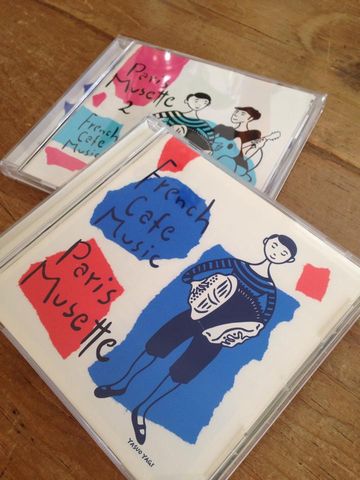 Paris
Musette
2
French
Cafe
Music
French
Cafe
Music
Paris
Musette
YASUO YAGI